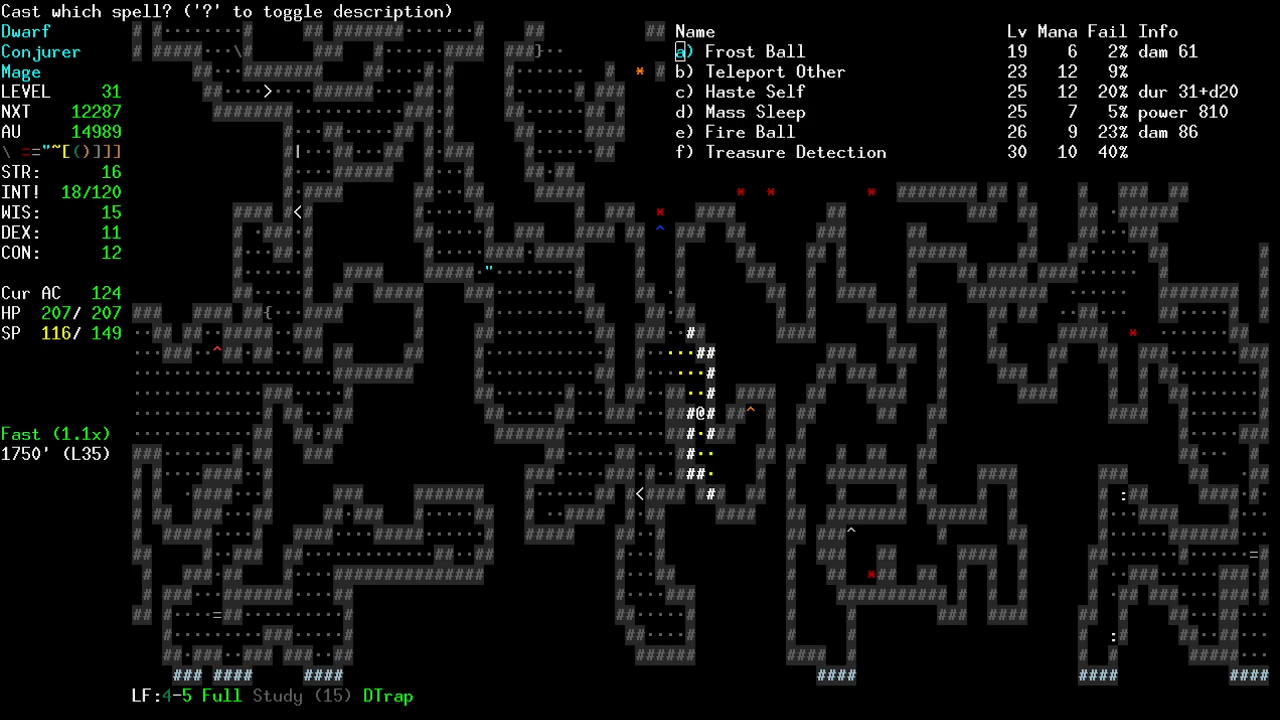 Cast which spell? ('?' to toggle description)
Dwarf
Conjurer
Mage
LEVEL 31
NXT 12287
AU 14989
\ =="~[()]]]
STR: 16
INT! 18/120
WIS: 15
DEX: 11
CON: 12
Cur AC 124
HP 207/ 207
SP 116/ 149
Fast (1.1x)
1750' (L35)
Name Lv Mana Fail Info
a) Frost Ball 19 6 2% dam 61
b) Teleport Other 23 12 9%
c) Haste Self 25 12 20% dur 31+d20
d) Mass Sleep 25 7 5% power 810
e) Fire Ball 26 9 23% dam 86
f) Treasure Detection 30 10 40%
LF:4-5 Full Study (15) DTrap